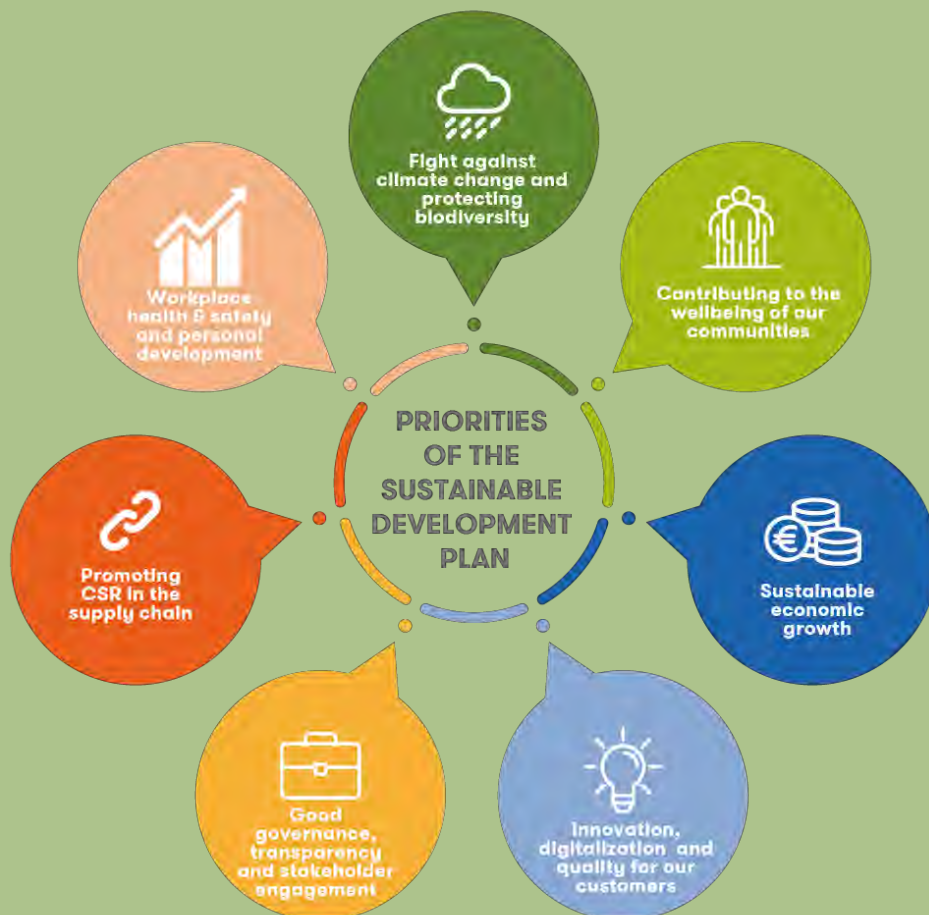 Fight against
climate change and
protecting
biodiversity
Contributing to the
wellbeing of our
communities
Sustainable
economic
growth
Innovation,
digitalization and
quality for our
customers
Good
governance,
transparency
and stakeholder
engagement
Promoting
CSR in the
supply chain
Workplace
health & safety
and personal
development
PRIORITIES
OF THE
SUSTAINABLE
DEVELOPMENT
PLAN
€